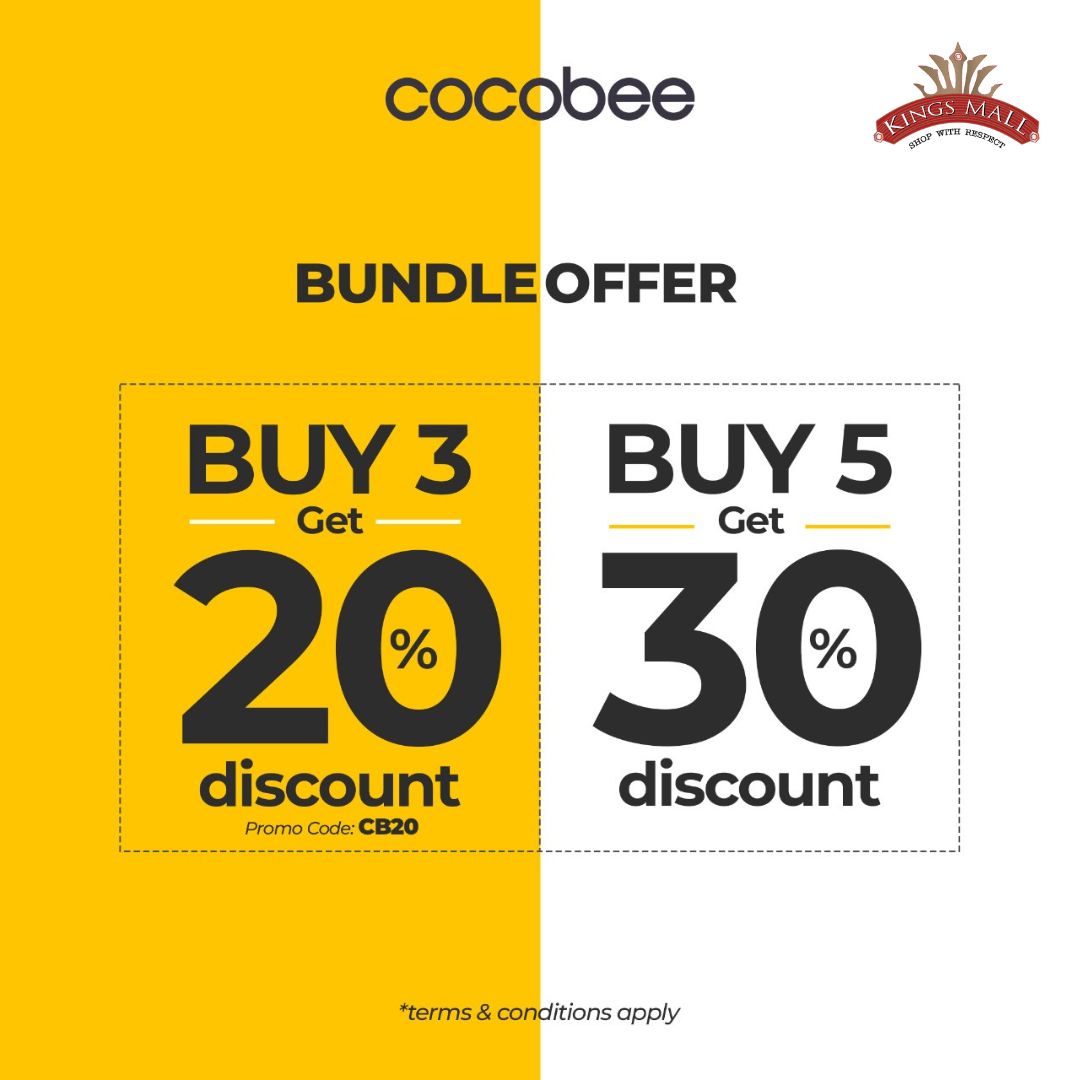 cocobee
KINGS MALL
SHOP WITH RESPECT
BUNDLE OFFER
BUY 3
Get
20%
discount
Promo Code: CB20
BUY 5
Get
30%
discount
*terms & conditions apply